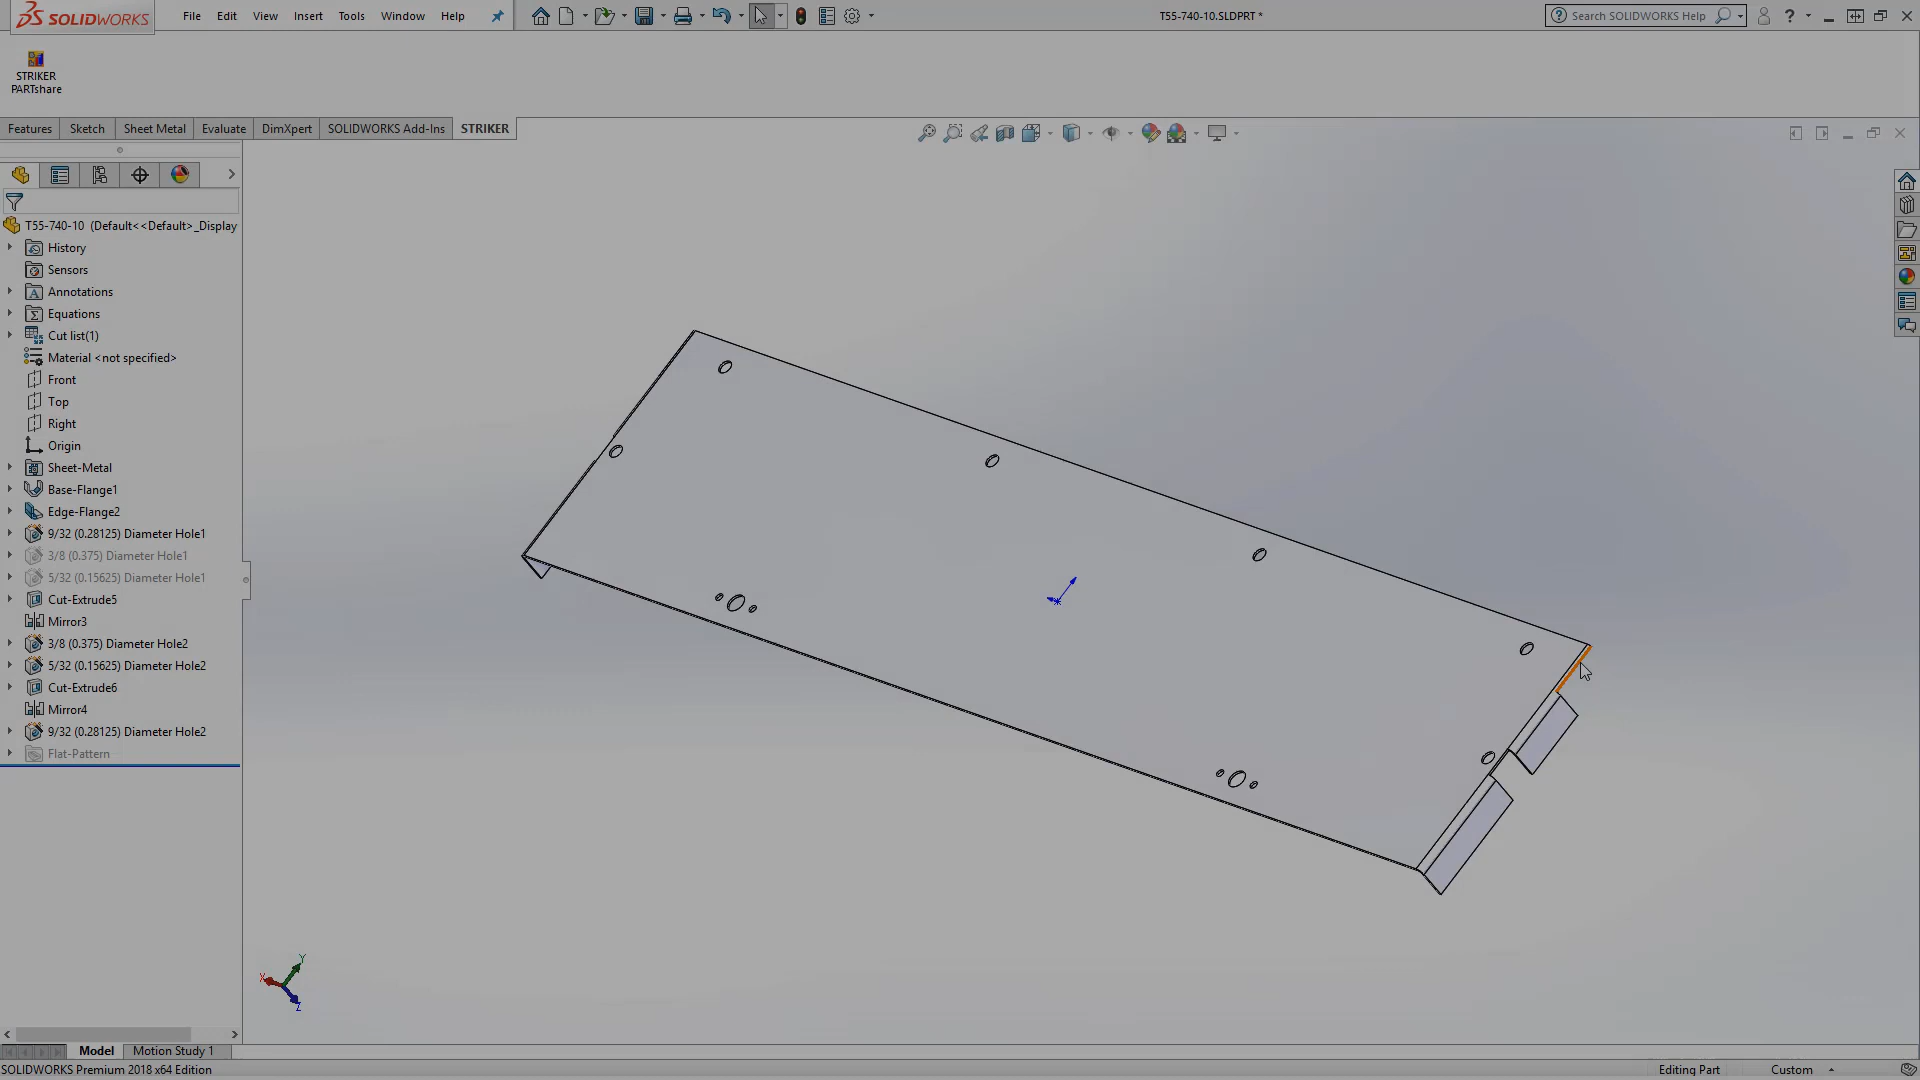 SOLIDWORKS
File Edit View Insert Tools Window Help
T55-740-10.SLDPRT *
Search SOLIDWORKS Help
STRIKER
PARTshare
Features Sketch Sheet Metal Evaluate DimXpert SOLIDWORKS Add-Ins STRIKER
T55-740-10 (Default<<Default>_Display
History
Sensors
Annotations
Equations
Cut list(1)
Material <not specified>
Front
Top
Right
Origin
Sheet-Metal
Base-Flange1
Edge-Flange2
9/32 (0.28125) Diameter Hole1
3/8 (0.375) Diameter Hole1
5/32 (0.15625) Diameter Hole1
Cut-Extrude5
Mirror3
3/8 (0.375) Diameter Hole2
5/32 (0.15625) Diameter Hole2
Cut-Extrude6
Mirror4
9/32 (0.28125) Diameter Hole2
Flat-Pattern
Y
X
Z
Model Motion Study 1
SOLIDWORKS Premium 2018 x64 Edition
Editing Part Custom